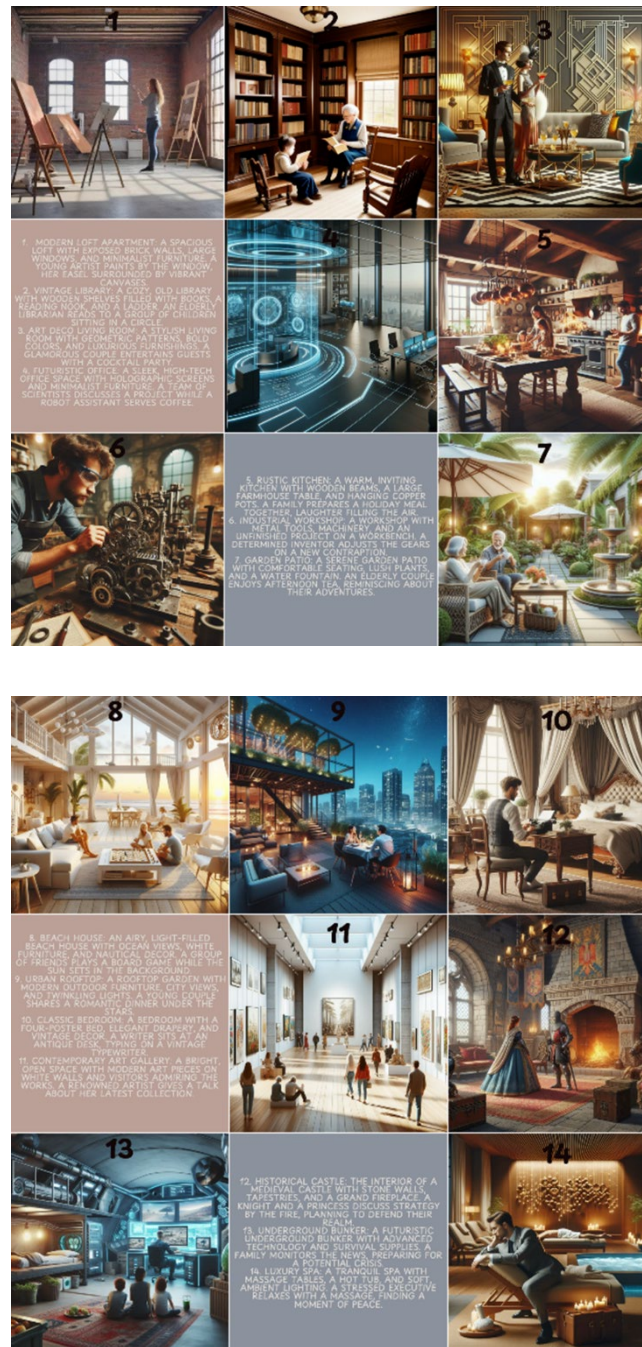 1
2
3
1. MODERN LOFT APARTMENT: A SPACIOUS
LOFT WITH EXPOSED BRICK WALLS, LARGE
WINDOWS, AND MINIMALIST FURNITURE. A
YOUNG ARTIST PAINTS BY THE WINDOW,
HER EASEL SURROUNDED BY VIBRANT
CANVASES.
2. VINTAGE LIBRARY: A COZY, OLD LIBRARY
WITH WOODEN SHELVES FILLED WITH BOOKS, A
READING NOOK, AND A LADDER. AN ELDERLY
LIBRARIAN READS TO A GROUP OF CHILDREN
SITTING IN A CIRCLE.
3. ART DECO LIVING ROOM: A STYLISH LIVING
ROOM WITH GEOMETRIC PATTERNS, BOLD
COLORS, AND LUXURIOUS FURNISHINGS. A
GLAMOROUS COUPLE ENTERTAINS GUESTS
WITH A COCKTAIL PARTY.
4. FUTURISTIC OFFICE: A SLEEK, HIGH-TECH
OFFICE SPACE WITH HOLOGRAPHIC SCREENS
AND MINIMALIST FURNITURE. A TEAM OF
SCIENTISTS DISCUSSES A PROJECT WHILE A
ROBOT ASSISTANT SERVES COFFEE.
4
5
6
5. RUSTIC KITCHEN: A WARM, INVITING
KITCHEN WITH WOODEN BEAMS, A LARGE
FARMHOUSE TABLE, AND HANGING COPPER
POTS. A FAMILY PREPARES A HOLIDAY MEAL
TOGETHER, LAUGHTER FILLING THE AIR.
6. INDUSTRIAL WORKSHOP: A WORKSHOP WITH
METAL TOOLS, MACHINERY, AND AN
UNFINISHED PROJECT ON A WORKBENCH. A
DETERMINED INVENTOR ADJUSTS THE GEARS
ON A NEW CONTRAPTION.
7. GARDEN PATIO: A SERENE GARDEN PATIO
WITH COMFORTABLE SEATING, LUSH PLANTS,
AND A WATER FOUNTAIN. AN ELDERLY COUPLE
ENJOYS AFTERNOON TEA, REMINISCING ABOUT
THEIR ADVENTURES.
7
8
9
10
8. BEACH HOUSE: AN AIRY, LIGHT-FILLED
BEACH HOUSE WITH OCEAN VIEWS, WHITE
FURNITURE, AND NAUTICAL DECOR. A GROUP
OF FRIENDS PLAYS A BOARD GAME WHILE THE
SUN SETS IN THE BACKGROUND.
9. URBAN ROOFTOP: A ROOFTOP GARDEN WITH
MODERN OUTDOOR FURNITURE, CITY VIEWS,
AND TWINKLING LIGHTS. A YOUNG COUPLE
SHARES A ROMANTIC DINNER UNDER THE
STARS.
10. CLASSIC BEDROOM: A BEDROOM WITH A
FOUR-POSTER BED, ELEGANT DRAPERY, AND
VINTAGE DECOR. A WRITER SITS AT AN
ANTIQUE DESK, TYPING ON A VINTAGE
TYPEWRITER.
11. CONTEMPORARY ART GALLERY: A BRIGHT,
OPEN SPACE WITH MODERN ART PIECES ON
WHITE WALLS AND VISITORS ADMIRING THE
WORKS. A RENOWNED ARTIST GIVES A TALK
ABOUT HER LATEST COLLECTION.
11
12
13
12. HISTORICAL CASTLE: THE INTERIOR OF A
MEDIEVAL CASTLE WITH STONE WALLS,
TAPESTRIES, AND A GRAND FIREPLACE. A
KNIGHT AND A PRINCESS DISCUSS STRATEGY
BY THE FIRE, PLANNING TO DEFEND THEIR
REALM.
13. UNDERGROUND BUNKER: A FUTURISTIC
UNDERGROUND BUNKER WITH ADVANCED
TECHNOLOGY AND SURVIVAL SUPPLIES. A
FAMILY MONITORS THE NEWS, PREPARING FOR
A POTENTIAL CRISIS.
14. LUXURY SPA: A TRANQUIL SPA WITH
MASSAGE TABLES, A HOT TUB, AND SOFT,
AMBIENT LIGHTING. A STRESSED EXECUTIVE
RELAXES WITH A MASSAGE, FINDING A
MOMENT OF PEACE.
14